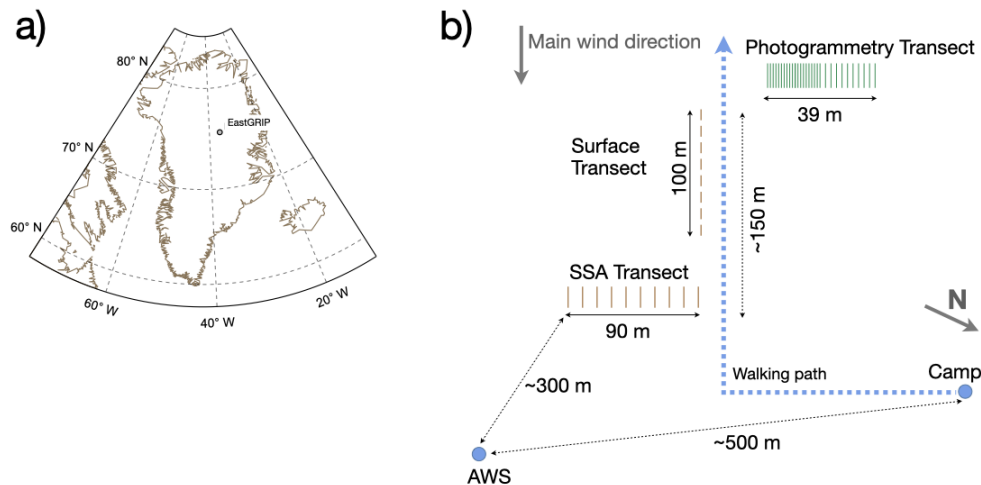 a)
80° N
EastGRIP
70° N
60° N
60° W
40° W
20° W
b)
Main wind direction
Photogrammetry Transect
39 m
Surface
Transect
100 m
~150 m
SSA Transect
90 m
N
~300 m
Walking path
Camp
~500 m
AWS